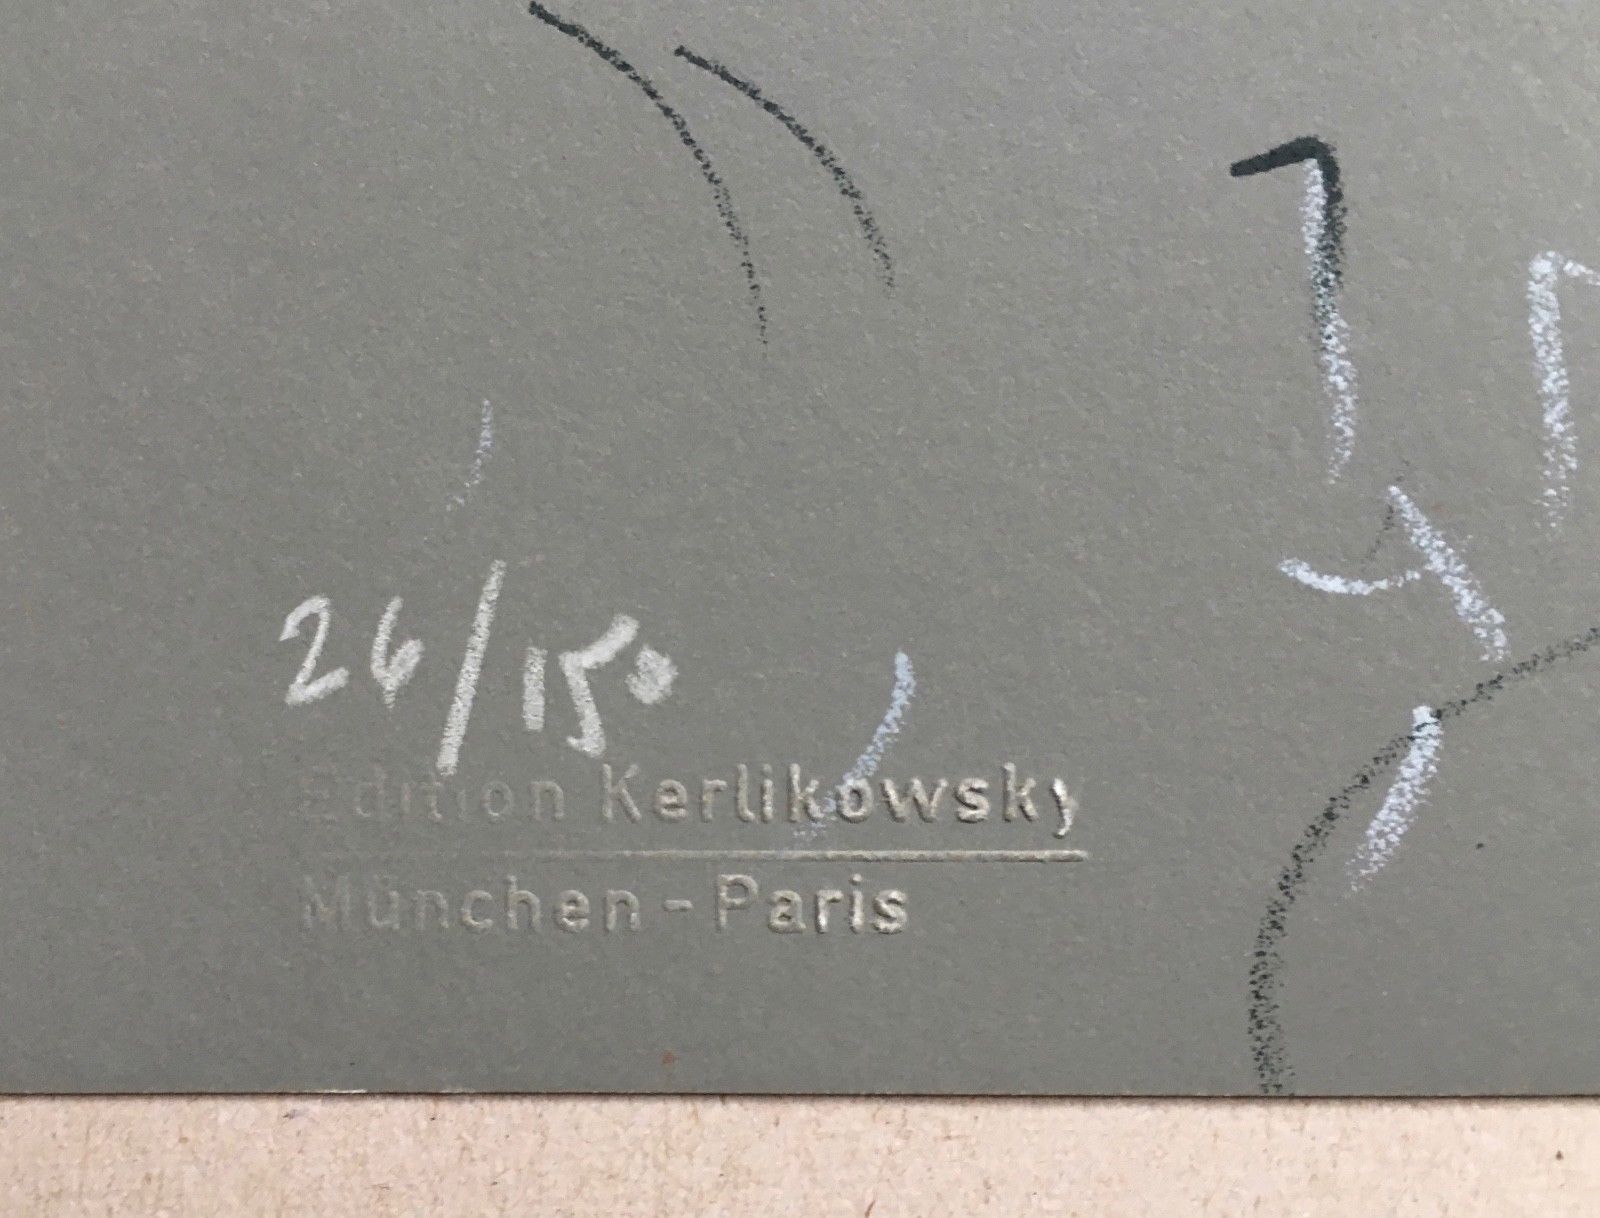 26/150
Edition Kerlikowsky
München - Paris